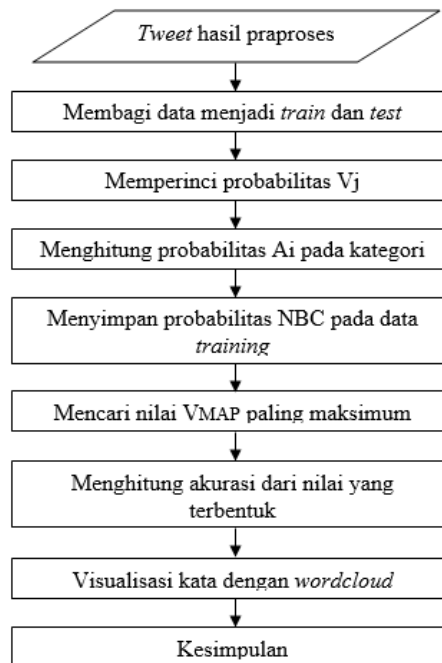 Tweet hasil praproses
Membagi data menjadi train dan test
Memperinci probabilitas Vj
Menghitung probabilitas Ai pada kategori
Menyimpan probabilitas NBC pada data
training
Mencari nilai VMAP paling maksimum
Menghitung akurasi dari nilai yang
terbentuk
Visualisasi kata dengan wordcloud
Kesimpulan